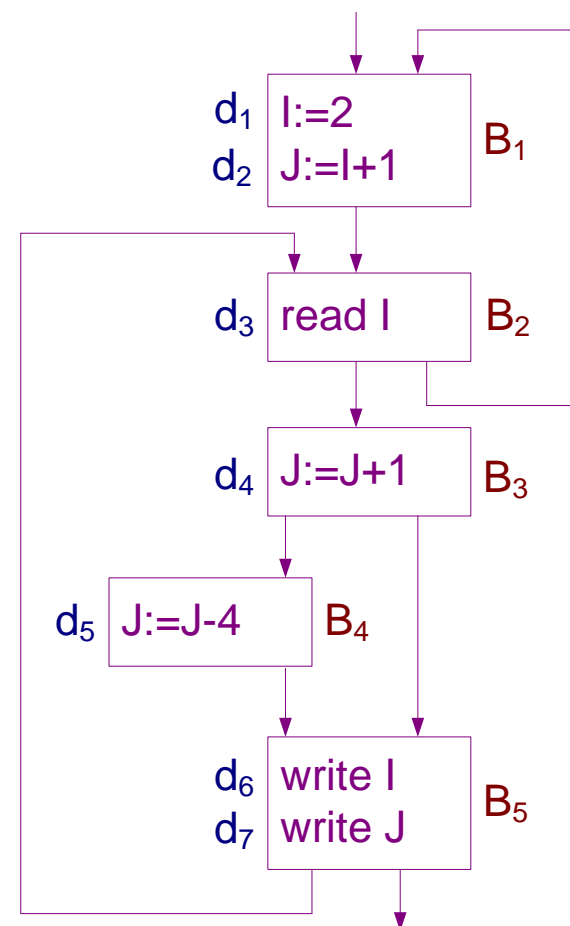 d₁ I:=2
d₂ J:=I+1 B₁
d₃ read I B₂
d₄ J:=J+1 B₃
d₅ J:=J-4 B₄
d₆ write I
d₇ write J B₅